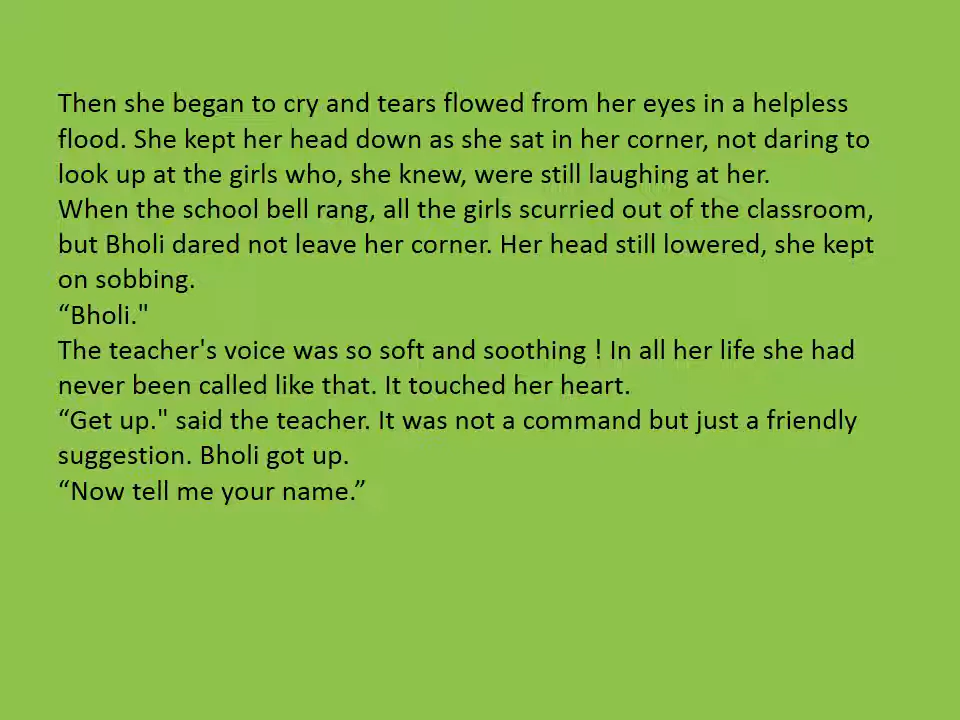 Then she began to cry and tears flowed from her eyes in a helpless
flood. She kept her head down as she sat in her corner, not daring to
look up at the girls who, she knew, were still laughing at her.
When the school bell rang, all the girls scurried out of the classroom,
but Bholi dared not leave her corner. Her head still lowered, she kept
on sobbing.
“Bholi."
The teacher's voice was so soft and soothing ! In all her life she had
never been called like that. It touched her heart.
“Get up." said the teacher. It was not a command but just a friendly
suggestion. Bholi got up.
“Now tell me your name.”